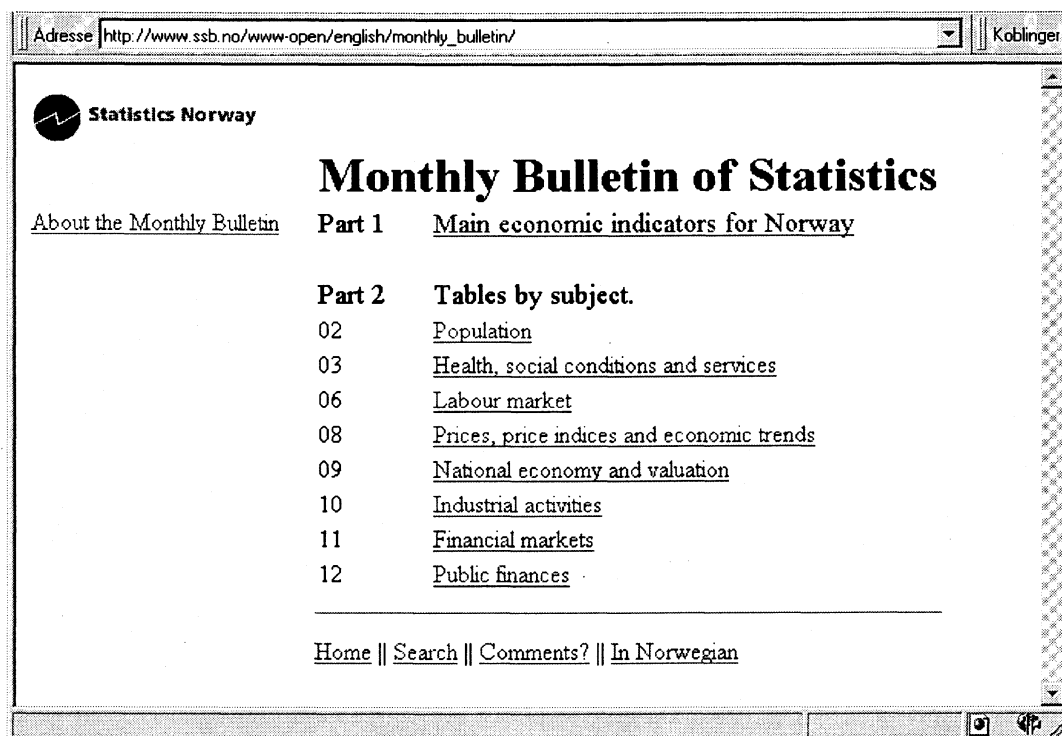 Adresse http://www.ssb.no/www-open/english/monthly_bulletin/ Koblinger
Statistics Norway
Monthly Bulletin of Statistics
About the Monthly Bulletin Part 1 Main economic indicators for Norway
Part 2 Tables by subject.
02 Population
03 Health, social conditions and services
06 Labour market
08 Prices, price indices and economic trends
09 National economy and valuation
10 Industrial activities
11 Financial markets
12 Public finances
Home || Search || Comments? || In Norwegian